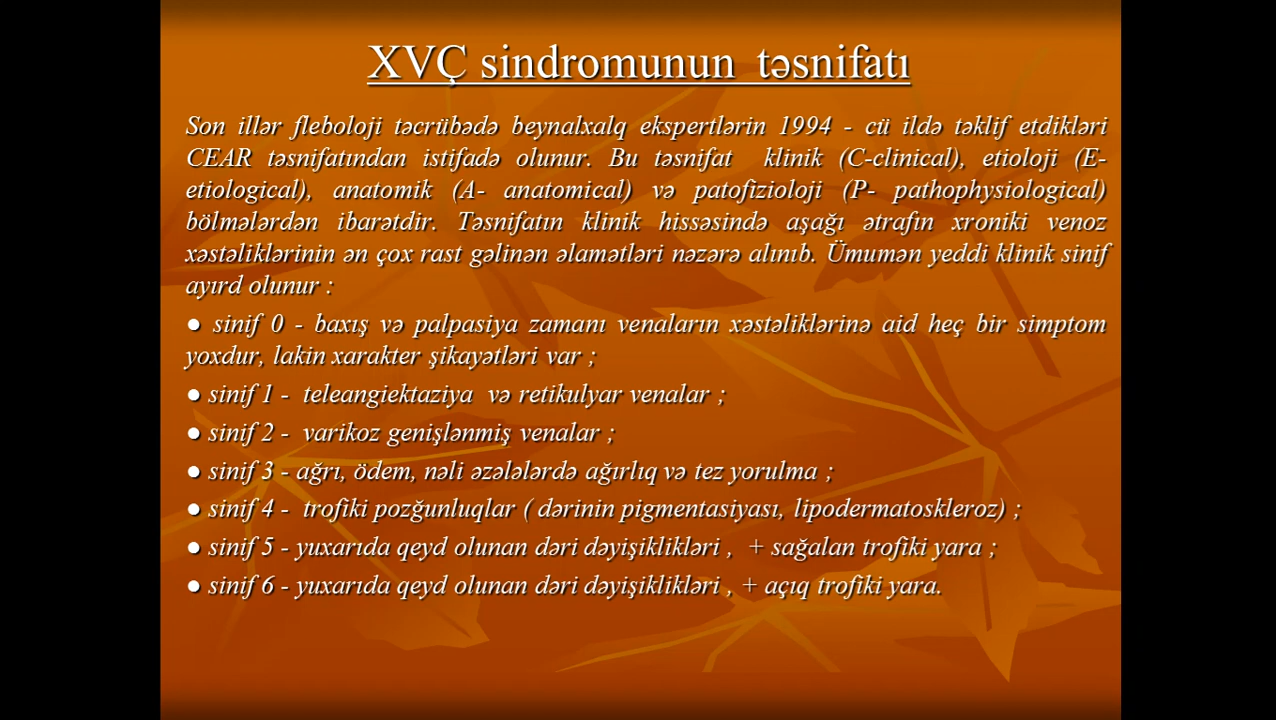 XVÇ sindromunun təsnifatı
Son illər fleboloji təcrübədə beynalxalq ekspertlərin 1994 - cü ildə təklif etdikləri
CEAR təsnifatından istifadə olunur. Bu təsnifat klinik (C-clinical), etioloji (E-
etiological), anatomik (A- anatomical) və patofizioloji (P- pathophysiological)
bölmələrdən ibarətdir. Təsnifatın klinik hissəsində aşağı ətrafın xroniki venoz
xəstəliklərinin ən çox rast gəlinən əlamətləri nəzərə alınıb. Ümumən yeddi klinik sinif
ayırd olunur :
● sinif 0 - baxış və palpasiya zamanı venaların xəstəliklərinə aid heç bir simptom
yoxdur, lakin xarakter şikayətləri var ;
● sinif 1 - teleangiektaziya və retikulyar venalar ;
● sinif 2 - varikoz genişlənmiş venalar ;
● sinif 3 - ağrı, ödem, nəli əzələlərdə ağırlıq və tez yorulma ;
● sinif 4 - trofiki pozğunluqlar ( dərinin pigmentasiyası, lipodermatoskleroz) ;
● sinif 5 - yuxarıda qeyd olunan dəri dəyişiklikləri , + sağalan trofiki yara ;
● sinif 6 - yuxarıda qeyd olunan dəri dəyişiklikləri , + açıq trofiki yara.